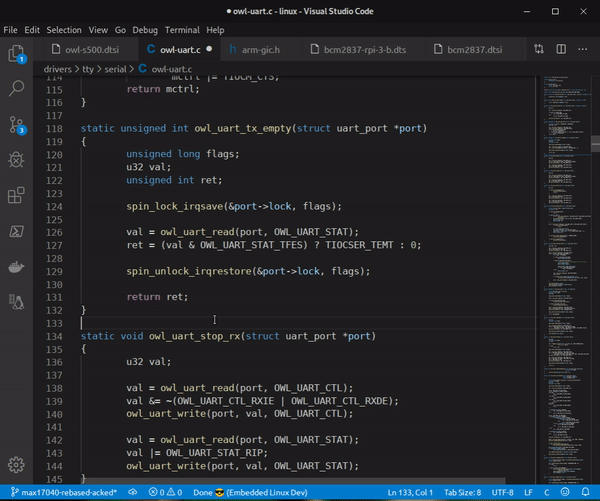 ● owl-uart.c - linux - Visual Studio Code
File Edit Selection View Go Debug Terminal Help
owl-s500.dtsi C owl-uart.c ● C arm-gic.h bcm2837-rpi-3-b.dts bcm2837.dtsi
drivers › tty › serial › C owl-uart.c
114 mctrl |= TIOCM_CTS;
115 return mctrl;
116 }
117
118 static unsigned int owl_uart_tx_empty(struct uart_port *port)
119 {
120 unsigned long flags;
121 u32 val;
122 unsigned int ret;
123
124 spin_lock_irqsave(&port->lock, flags);
125
126 val = owl_uart_read(port, OWL_UART_STAT);
127 ret = (val & OWL_UART_STAT_TFES) ? TIOCSER_TEMT : 0;
128
129 spin_unlock_irqrestore(&port->lock, flags);
130
131 return ret;
132 }
133
134 static void owl_uart_stop_rx(struct uart_port *port)
135 {
136 u32 val;
137
138 val = owl_uart_read(port, OWL_UART_CTL);
139 val &= ~(OWL_UART_CTL_RXIE | OWL_UART_CTL_RXDE);
140 owl_uart_write(port, val, OWL_UART_CTL);
141
142 val = owl_uart_read(port, OWL_UART_STAT);
143 val |= OWL_UART_STAT_RIP;
144 owl_uart_write(port, val, OWL_UART_STAT);
145 }
1
3
max17040-rebased-acked* 0 0 Done 😎 (Embedded Linux Dev) Ln 133, Col 1 Tab Size: 8 UTF-8 LF C